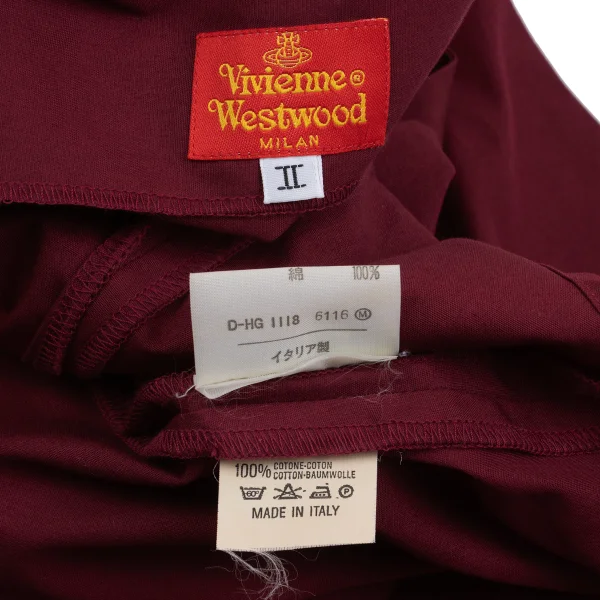 Vivienne®
Westwood
MILAN
II
綿 100%
D-HG 1118 6116 Ⓜ
イタリア製
100% COTONE-COTON
COTTON-BAUMWOLLE
60° Ⓟ
MADE IN ITALY